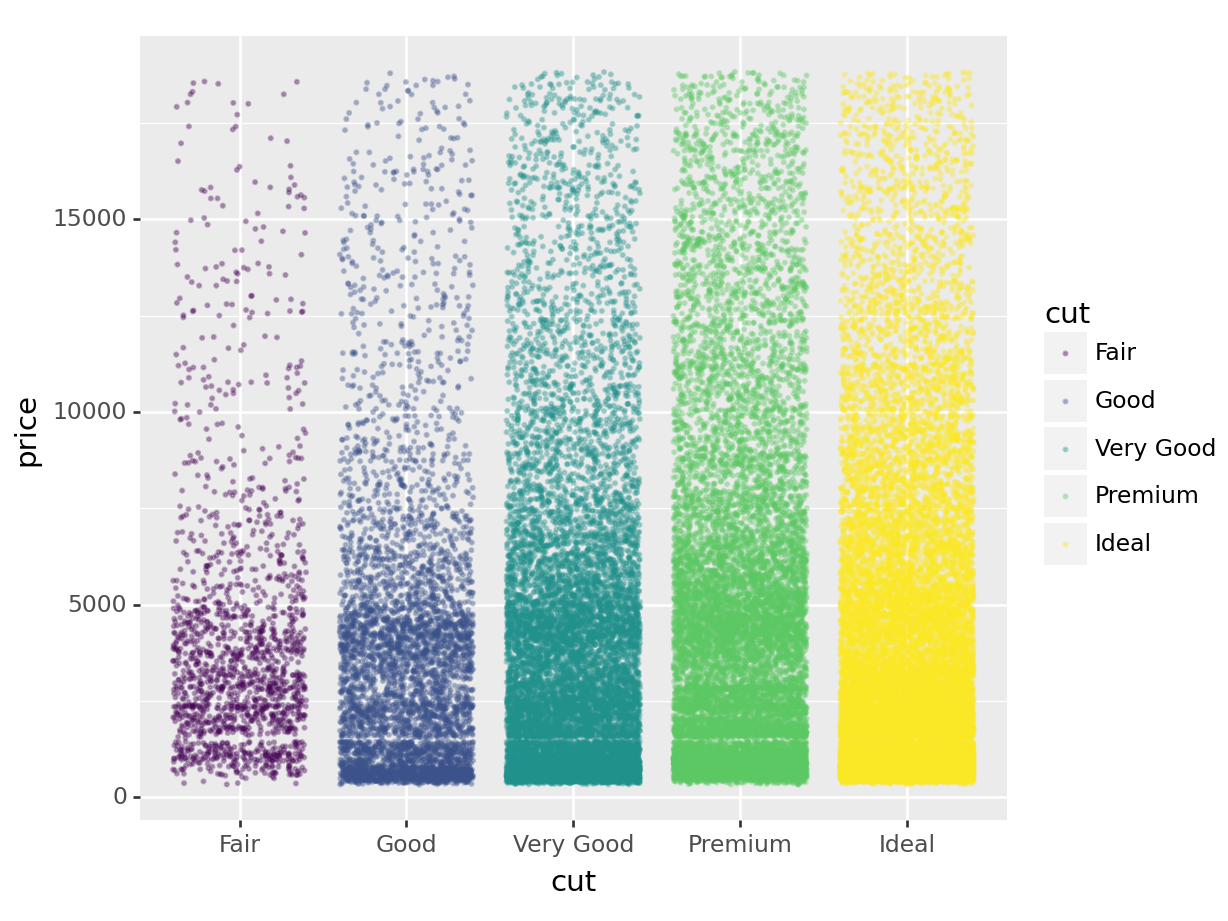 price
15000
10000
5000
0
Fair
Good
Very Good
Premium
Ideal
cut
cut
Fair
Good
Very Good
Premium
Ideal